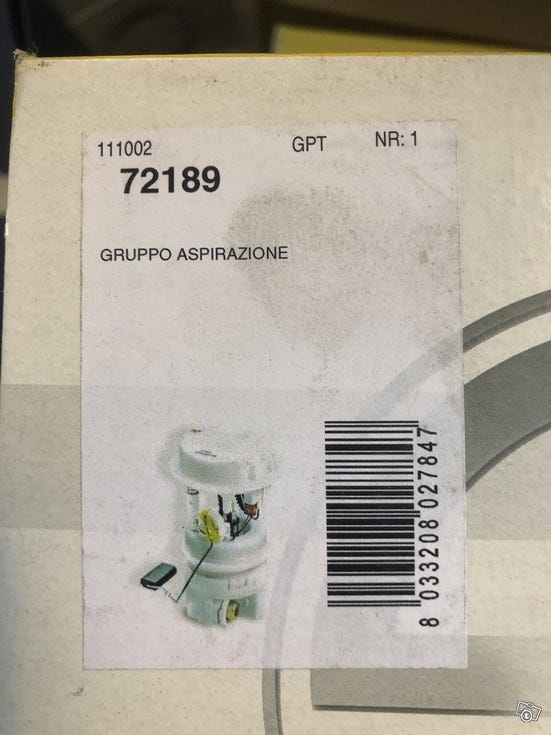 111002 GPT NR: 1
72189
GRUPPO ASPIRAZIONE
8 033208 027847